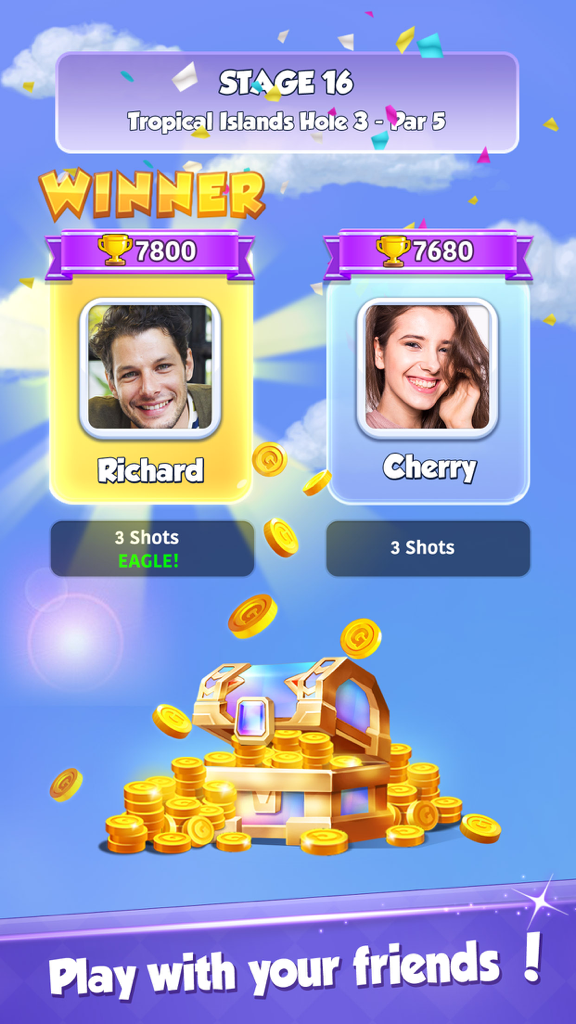 STAGE 16
Tropical Islands Hole 3 - Par 5
WINNER
7800
7680
Richard
Cherry
3 Shots
EAGLE!
3 Shots
G
G
G
G
G
G
G
Play with your friends !